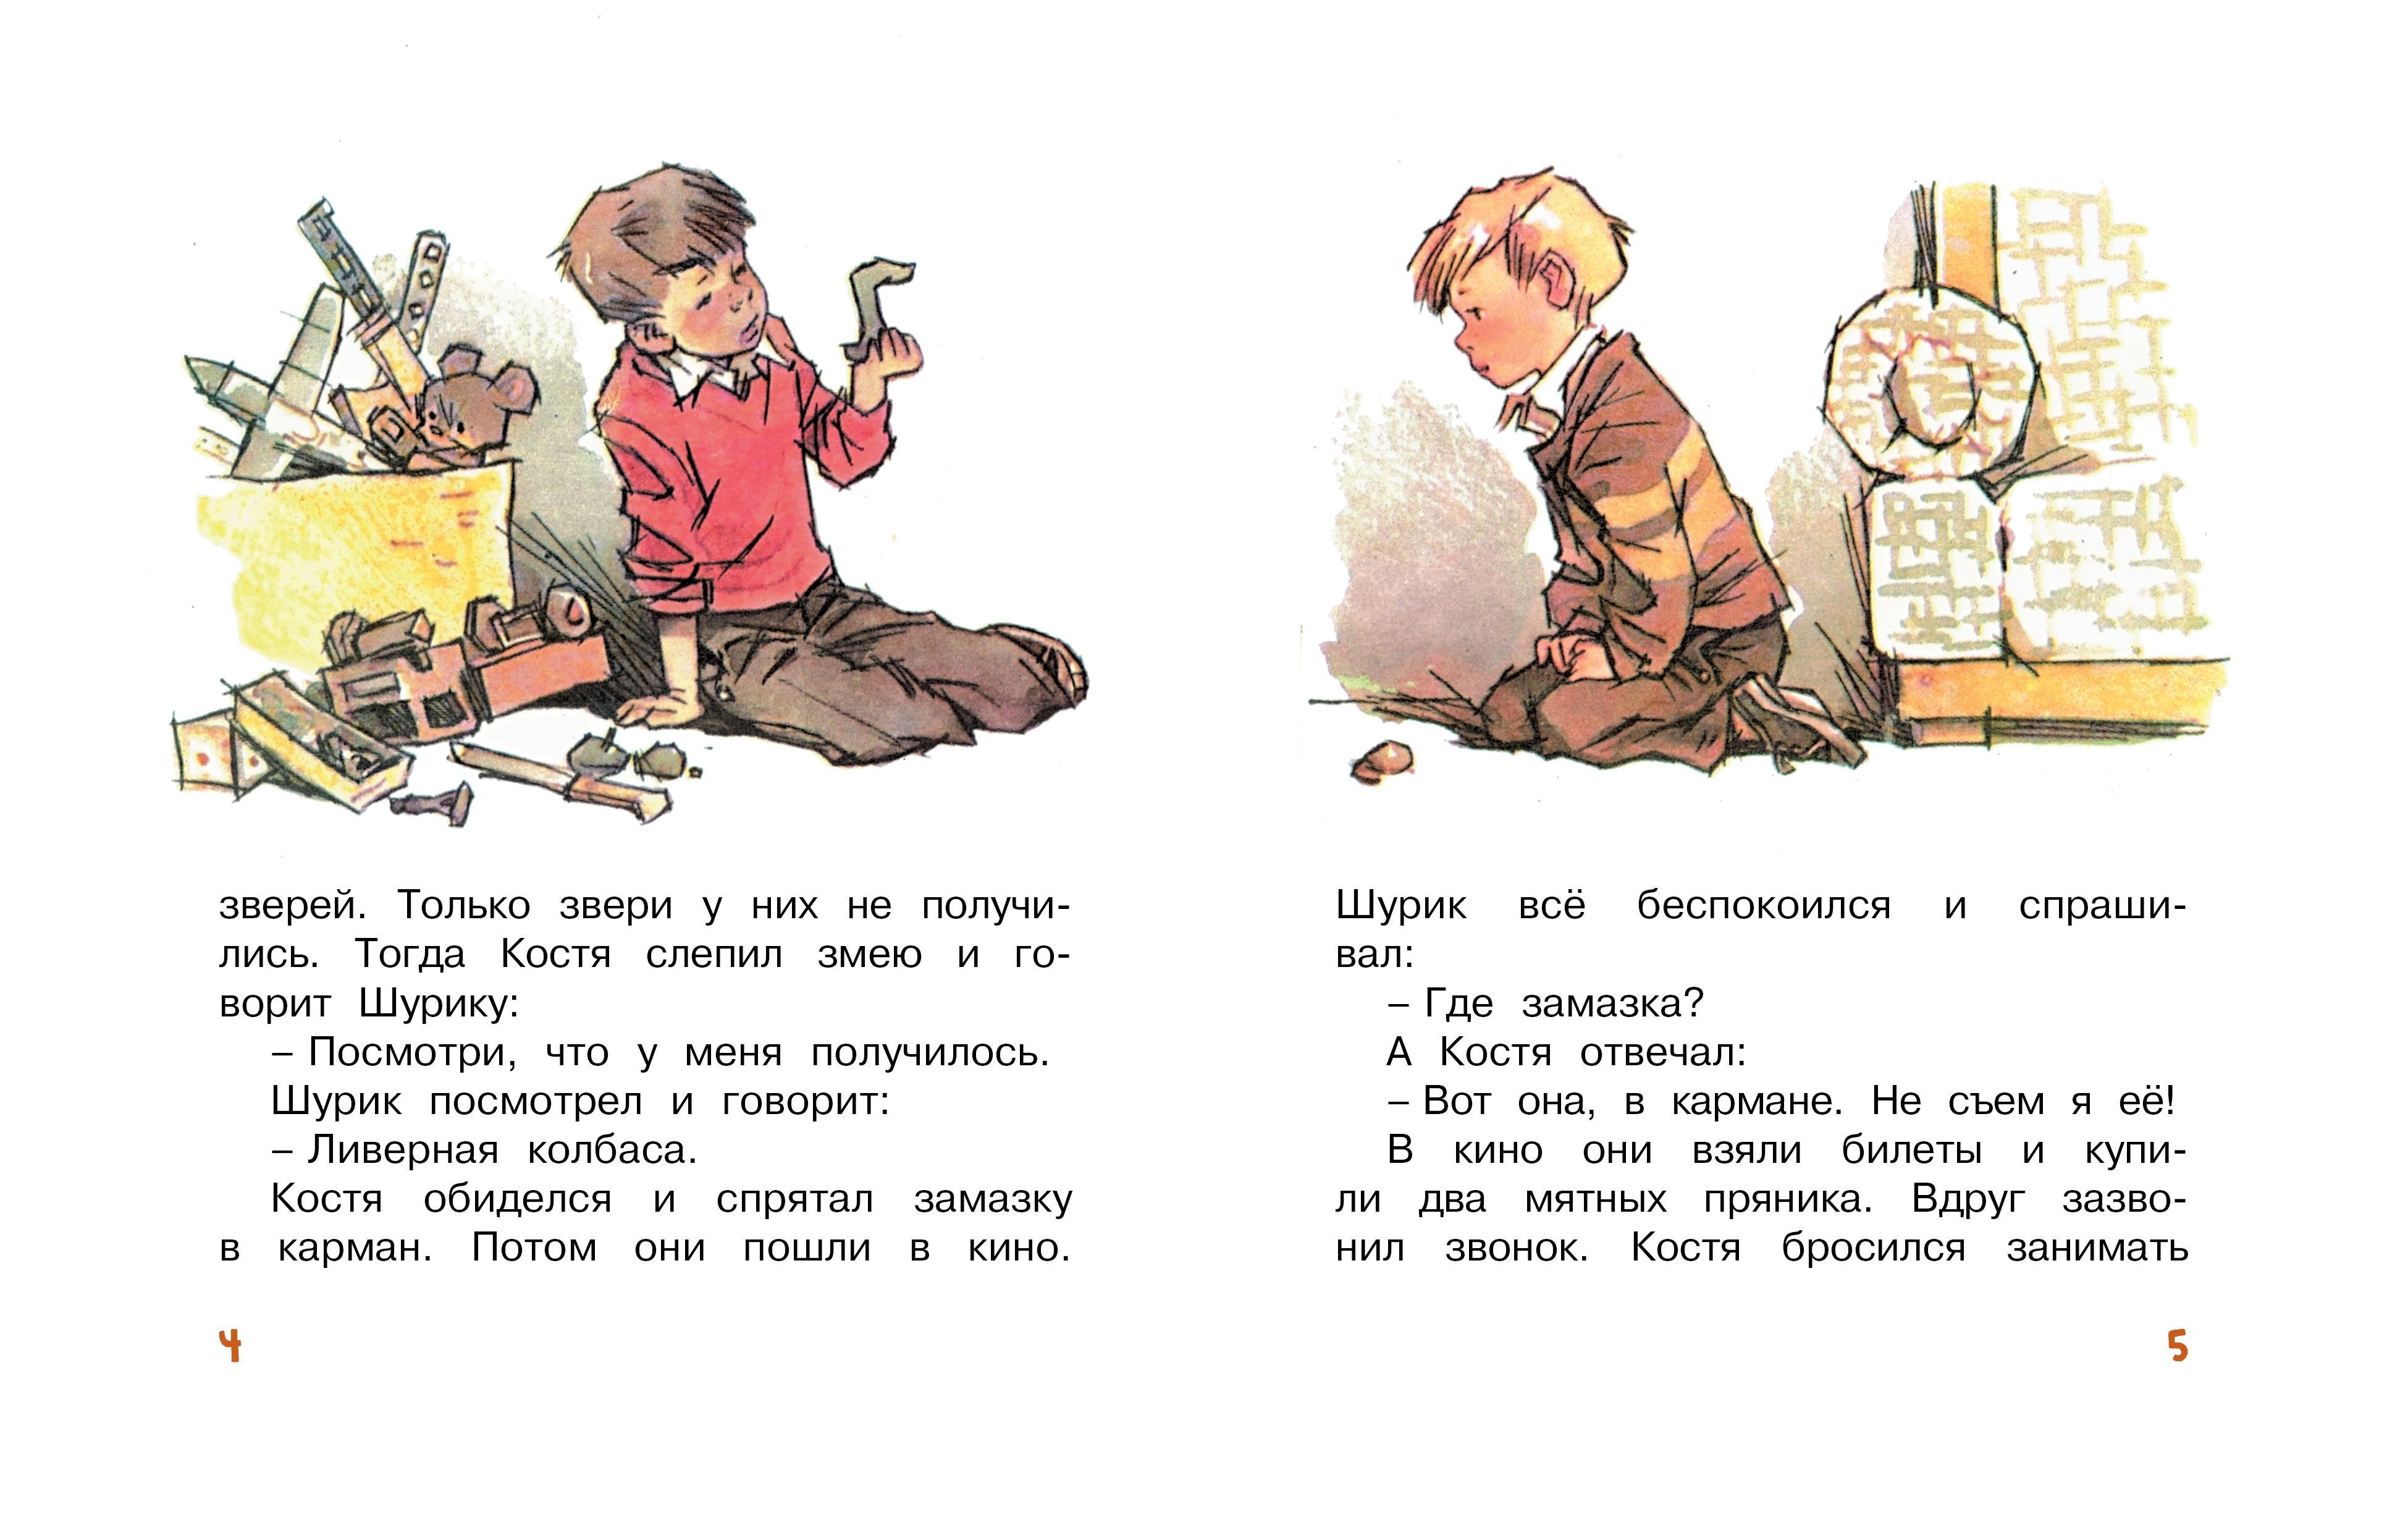 зверей. Только звери у них не получи-
лись. Тогда Костя слепил змею и го-
ворит Шурику:
– Посмотри, что у меня получилось.
Шурик посмотрел и говорит:
– Ливерная колбаса.
Костя обиделся и спрятал замазку
в карман. Потом они пошли в кино.
4
Шурик всё беспокоился и спраши-
вал:
– Где замазка?
А Костя отвечал:
– Вот она, в кармане. Не съем я её!
В кино они взяли билеты и купи-
ли два мятных пряника. Вдруг зазво-
нил звонок. Костя бросился занимать
5